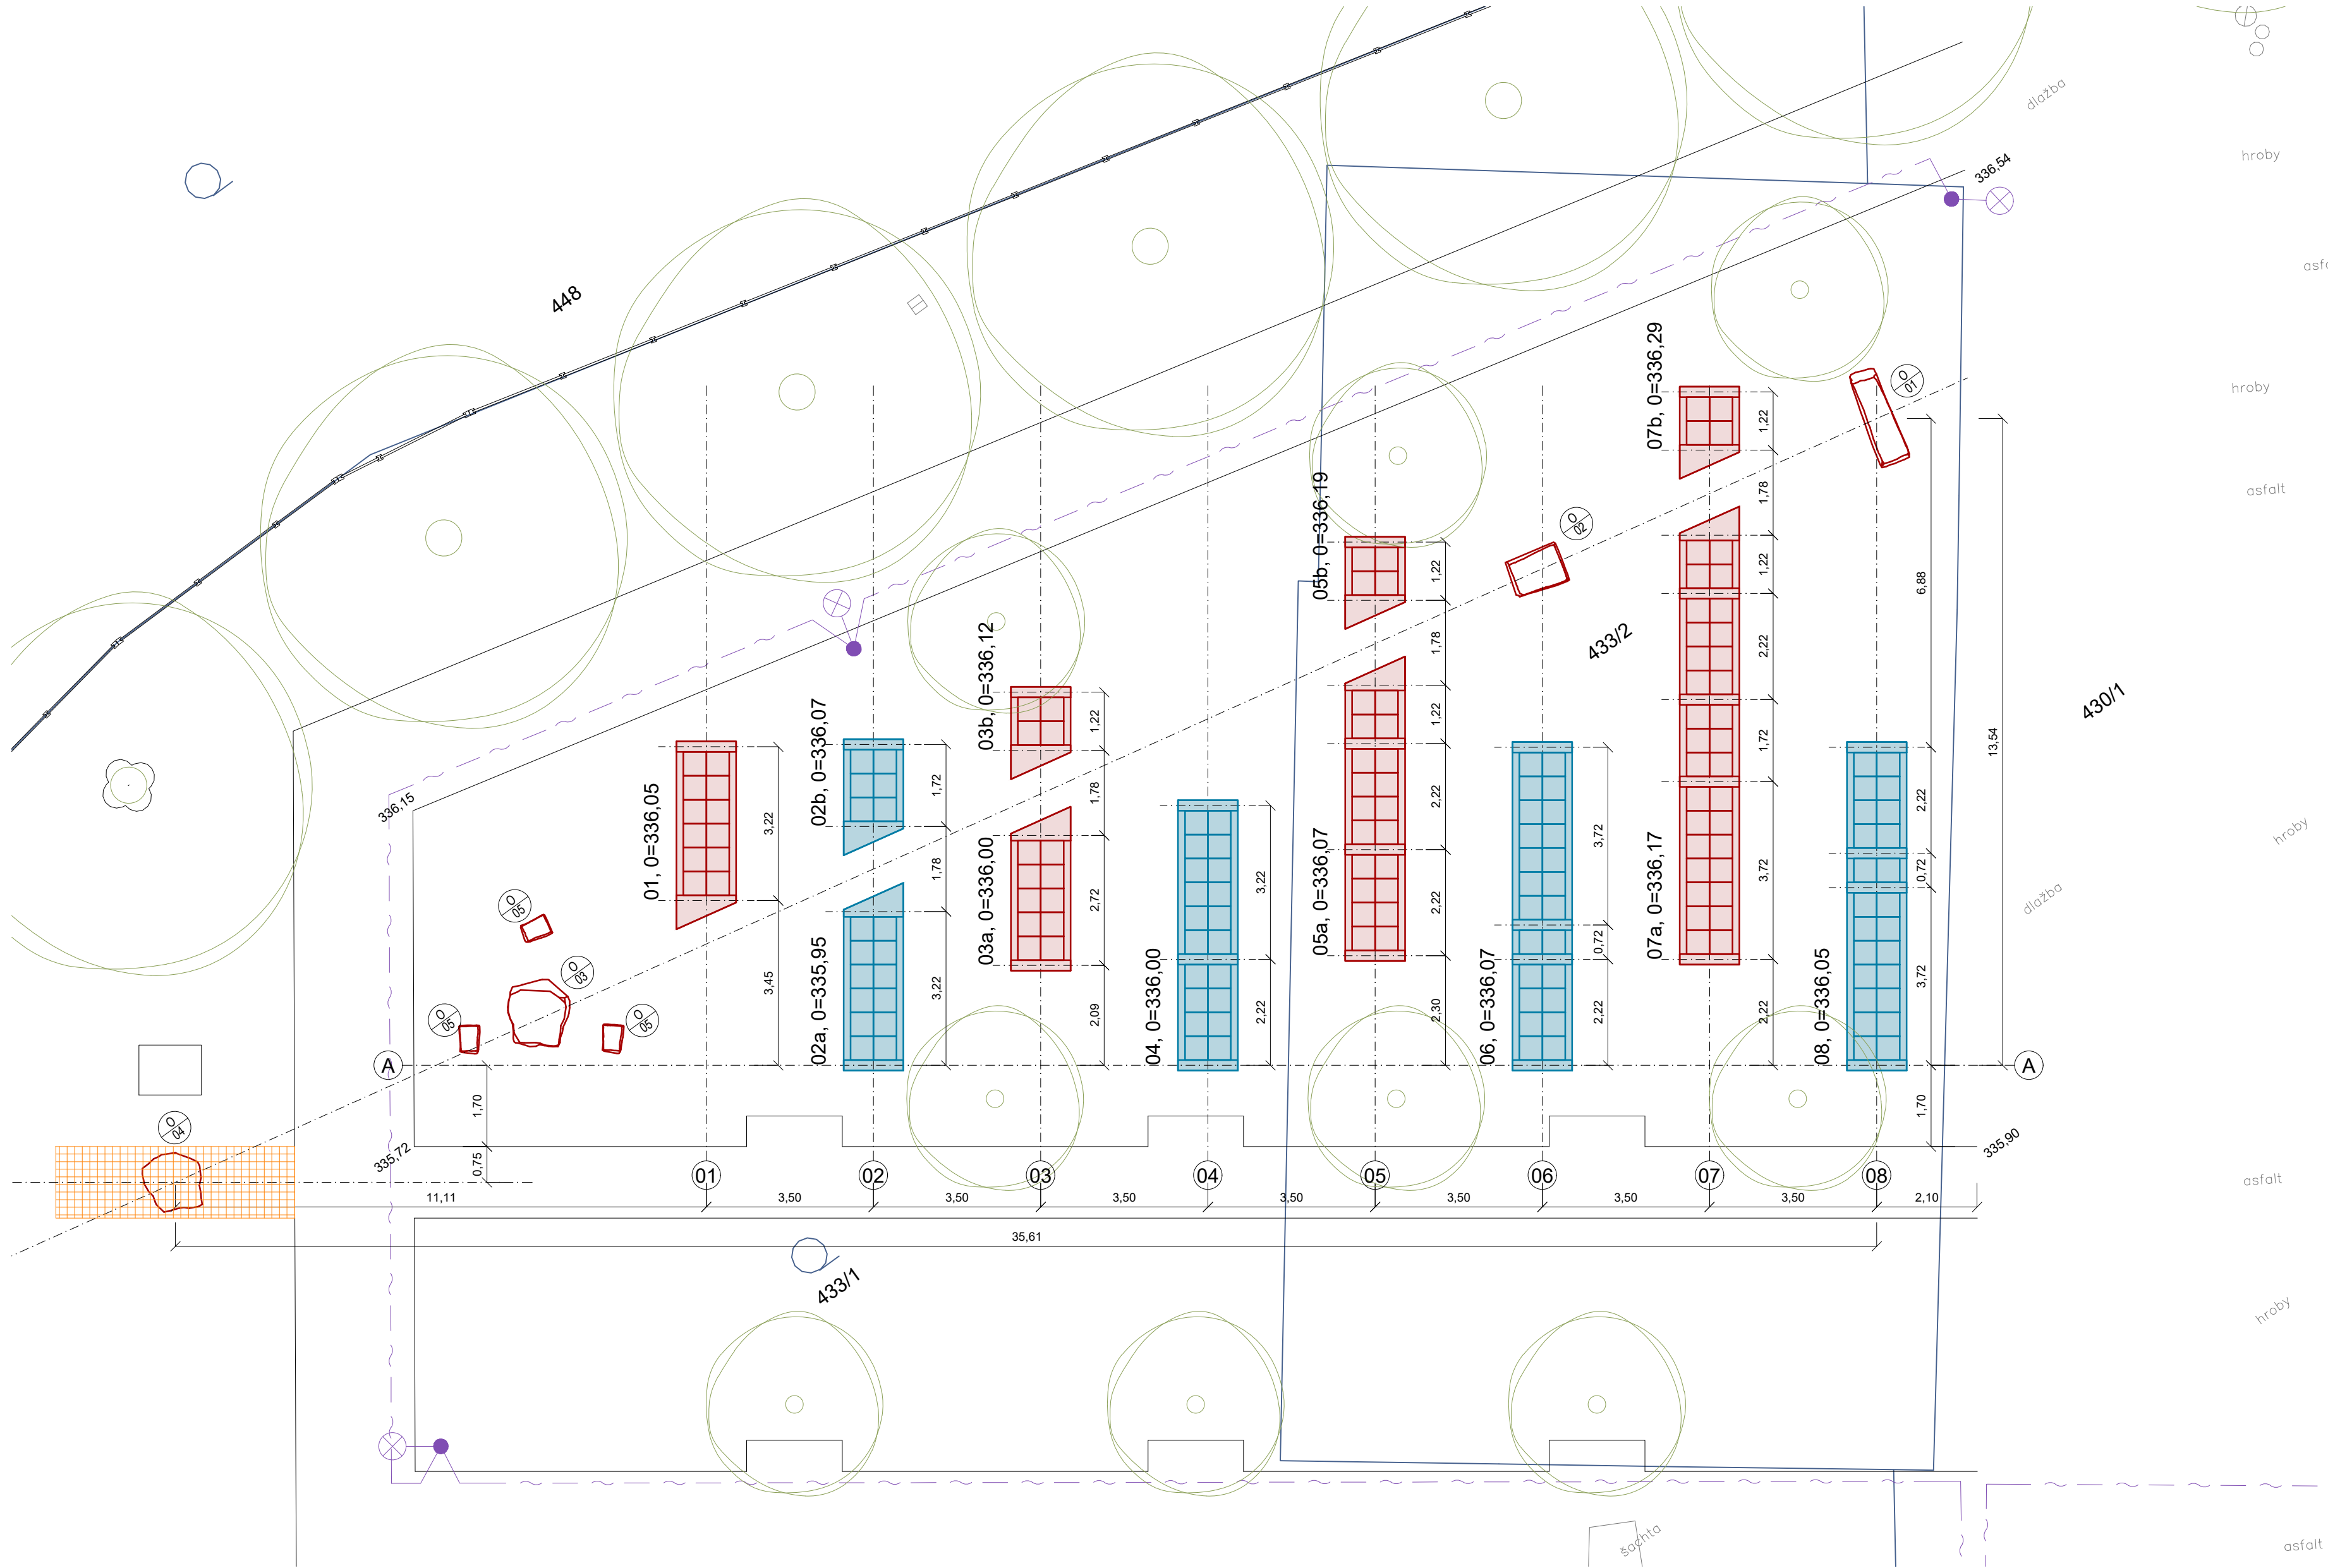 dlažba
hroby
336,54
asfa
448
hroby
asfalt
O
01
07b, 0=336,29
1,22
1,78
6,88
13,54
05b, 0=336,19
1,22
1,78
O
02
433/2
1,22
2,22
1,72
3,72
2,22
07a, 0=336,17
430/1
03b, 0=336,12
1,22
1,78
2,72
2,09
03a, 0=336,00
02b, 0=336,07
1,72
1,78
3,22
02a, 0=335,95
01, 0=336,05
3,22
3,45
336,15
04, 0=336,00
3,22
2,22
05a, 0=336,07
1,22
2,22
2,22
2,30
06, 0=336,07
3,72
0,72
2,22
08, 0=336,05
2,22
0,72
3,72
1,70
hroby
dlažba
O
05
O
03
O
05
O
05
A
A
1,70
0,75
O
04
335,72
335,90
01
02
03
04
05
06
07
08
11,11
3,50
3,50
3,50
3,50
3,50
3,50
3,50
2,10
asfalt
35,61
433/1
hroby
šachta
asfalt